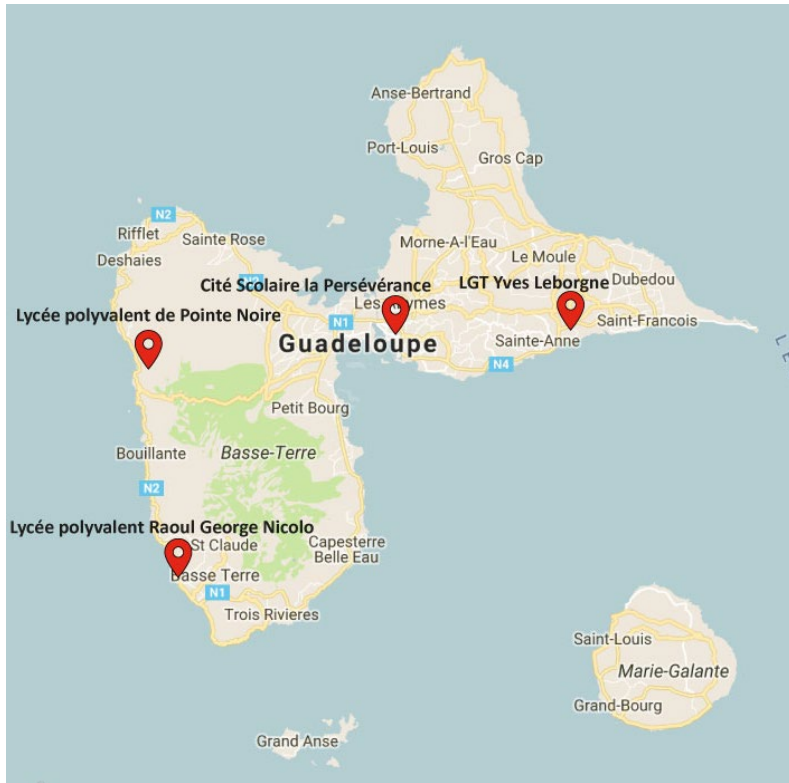 Anse-Bertrand
Port-Louis
Gros Cap
N2
Rifflet
Sainte Rose
Deshaies
Morne-A-l'Eau
Le Moule
Dubedou
Cité Scolaire la Persévérance
LGT Yves Leborgne
Lycée polyvalent de Pointe Noire
N1
Saint-Francois
Guadeloupe
Sainte-Anne
N4
Petit Bourg
Bouillante
Basse-Terre
N2
Lycée polyvalent Raoul George Nicolo
St Claude
Capesterre
Belle Eau
Basse Terre
N1
Trois Rivieres
Saint-Louis
Marie-Galante
Grand-Bourg
Grand Anse